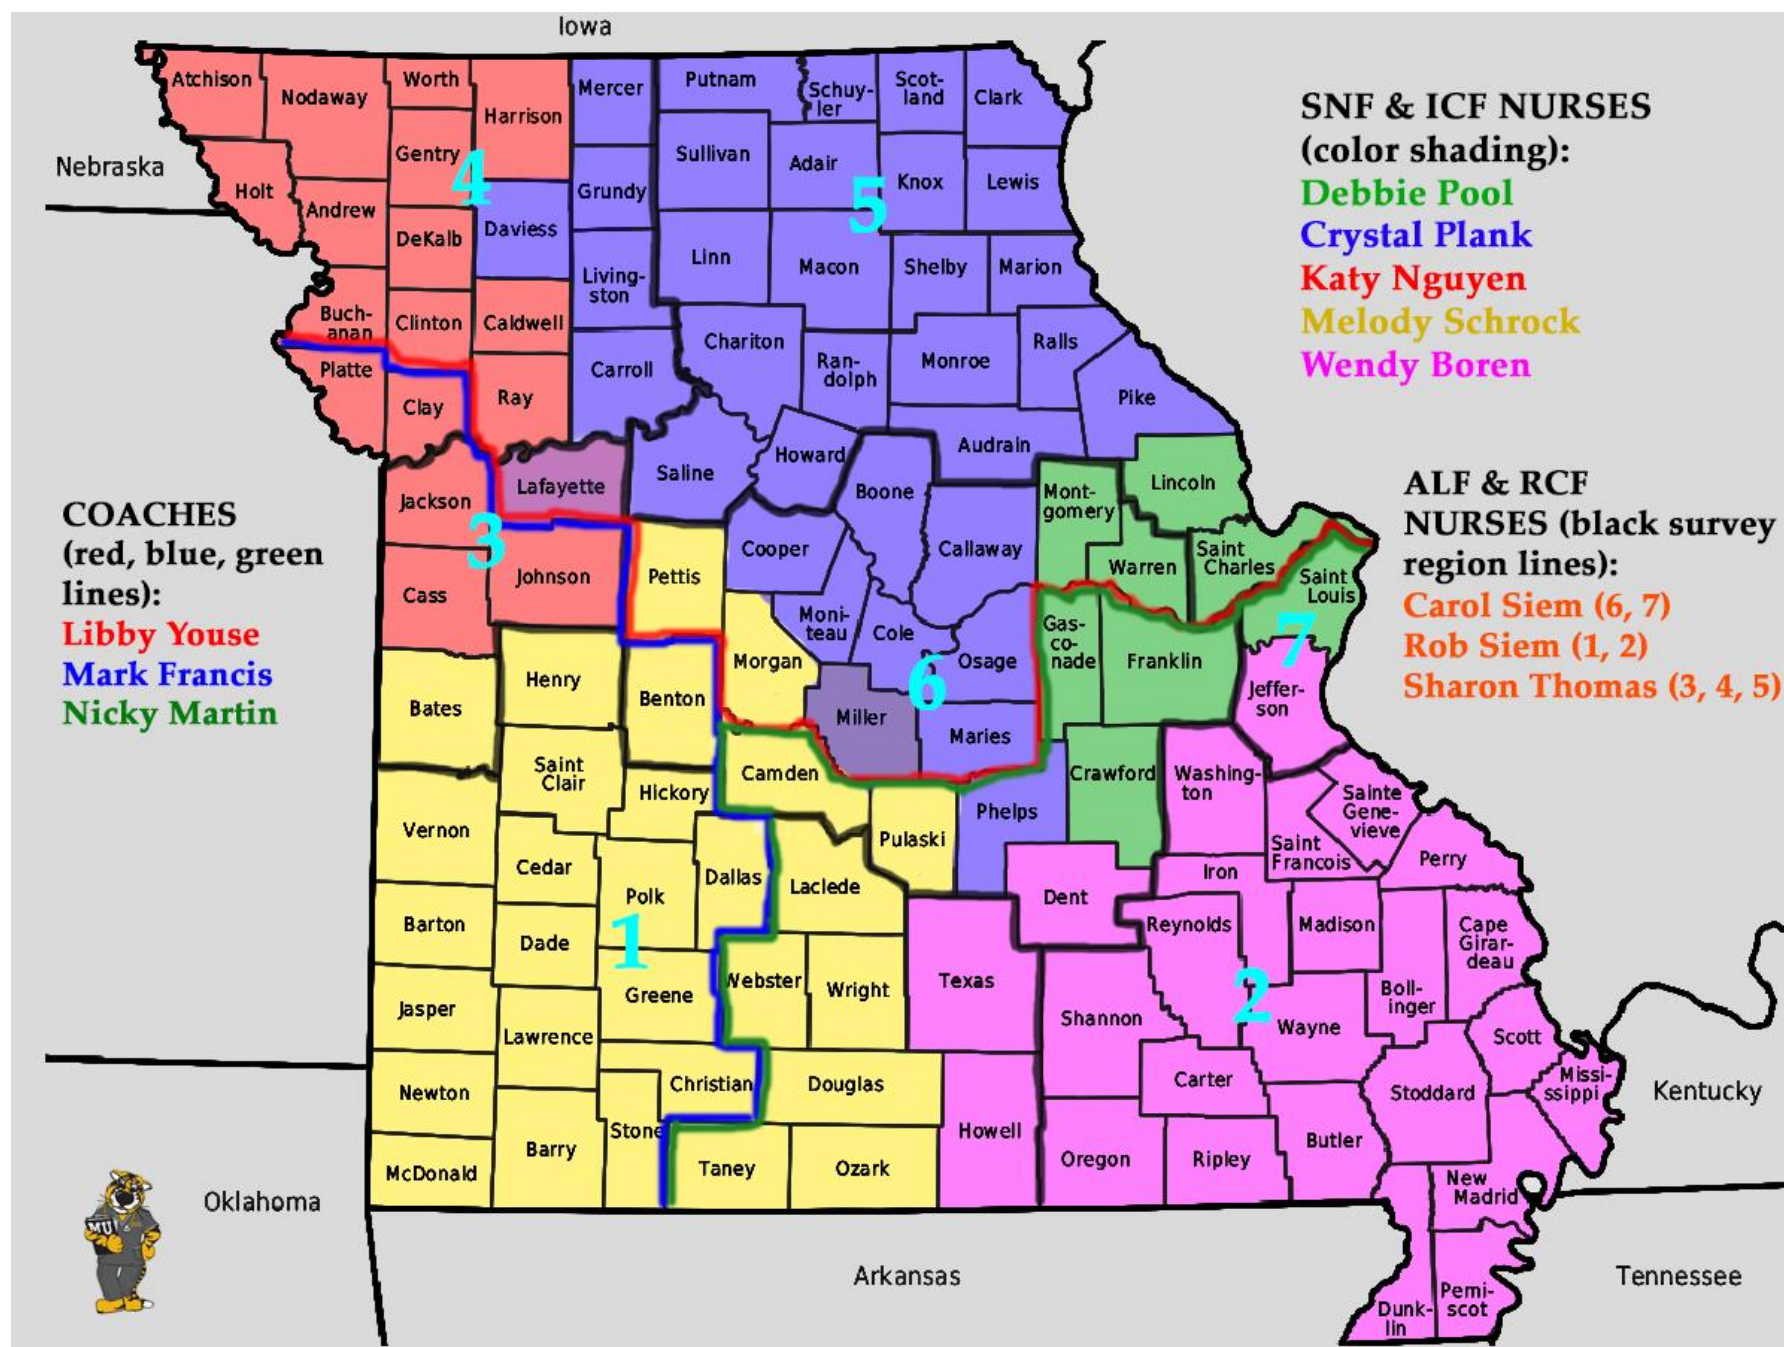 Iowa
Atchison
Nodaway
Worth
Harrison
Mercer
Putnam
Schuy-
ler
Scot-
land
Clark
SNF & ICF NURSES
(color shading):
Debbie Pool
Crystal Plank
Katy Nguyen
Melody Schrock
Wendy Boren
Nebraska
Holt
Andrew
Gentry
4
DeKalb
Daviess
Grundy
Sullivan
Adair
5
Knox
Lewis
Living-
ston
Linn
Macon
Shelby
Marion
Buch-
anan
Clinton
Caldwell
Platte
Clay
Ray
Carroll
Chariton
Ran-
dolph
Monroe
Ralls
Pike
Audrain
Howard
Saline
Lafayette
Jackson
3
Cass
Johnson
Pettis
Cooper
Boone
Callaway
Mont-
gomery
Lincoln
Warren
Saint
Charles
Saint
Louis
7
COACHES
(red, blue, green
lines):
Libby Youse
Mark Francis
Nicky Martin
ALF & RCF
NURSES (black survey
region lines):
Carol Siem (6, 7)
Rob Siem (1, 2)
Sharon Thomas (3, 4, 5)
Bates
Henry
Benton
Morgan
Moni-
teau
Cole
6
Osage
Gas-
co-
nade
Franklin
Jeffer-
son
Miller
Maries
Saint
Clair
Hickory
Camden
Pulaski
Phelps
Crawford
Washing-
ton
Sainte
Gene-
vieve
Saint
Francois
Perry
Vernon
Cedar
Polk
Dallas
Laclede
Dent
Iron
Reynolds
Madison
Cape
Girar-
deau
Barton
Dade
1
Greene
Webster
Wright
Texas
Shannon
2
Wayne
Boll-
inger
Scott
Jasper
Lawrence
Christian
Douglas
Howell
Carter
Stoddard
Missi-
ssippi
Kentucky
Newton
Barry
Stone
Taney
Ozark
Oregon
Ripley
Butler
New
Madrid
McDonald
Oklahoma
MU
Arkansas
Dunk-
lin
Pemi-
scot
Tennessee